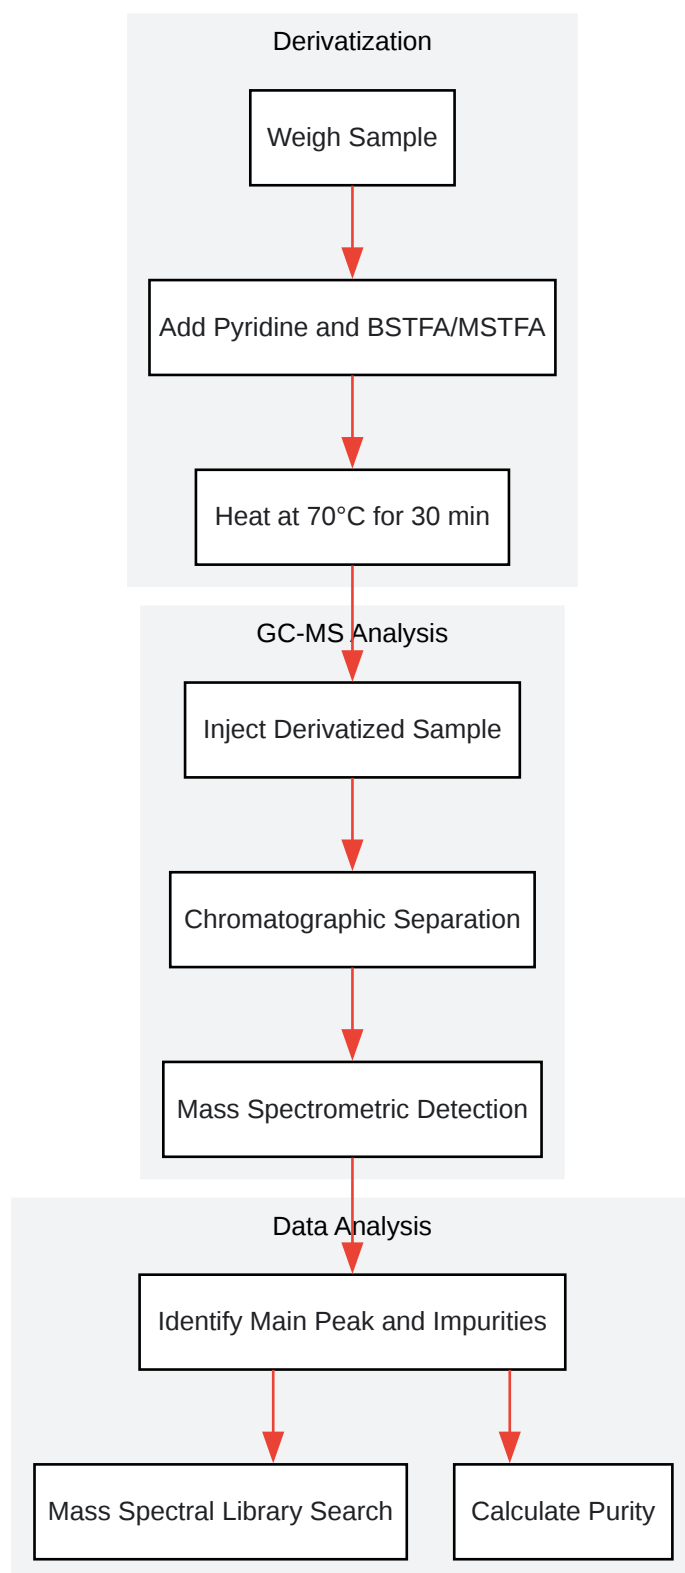 Derivatization
Weigh Sample
Add Pyridine and BSTFA/MSTFA
Heat at 70°C for 30 min
GC-MS Analysis
Inject Derivatized Sample
Chromatographic Separation
Mass Spectrometric Detection
Data Analysis
Identify Main Peak and Impurities
Mass Spectral Library Search
Calculate Purity